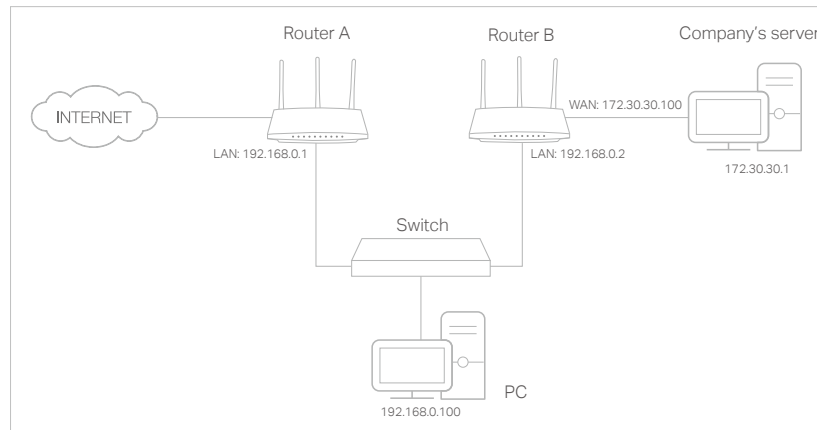 Router A
Router B
Company's server
INTERNET
WAN: 172.30.30.100
LAN: 192.168.0.1
LAN: 192.168.0.2
172.30.30.1
Switch
PC
192.168.0.100